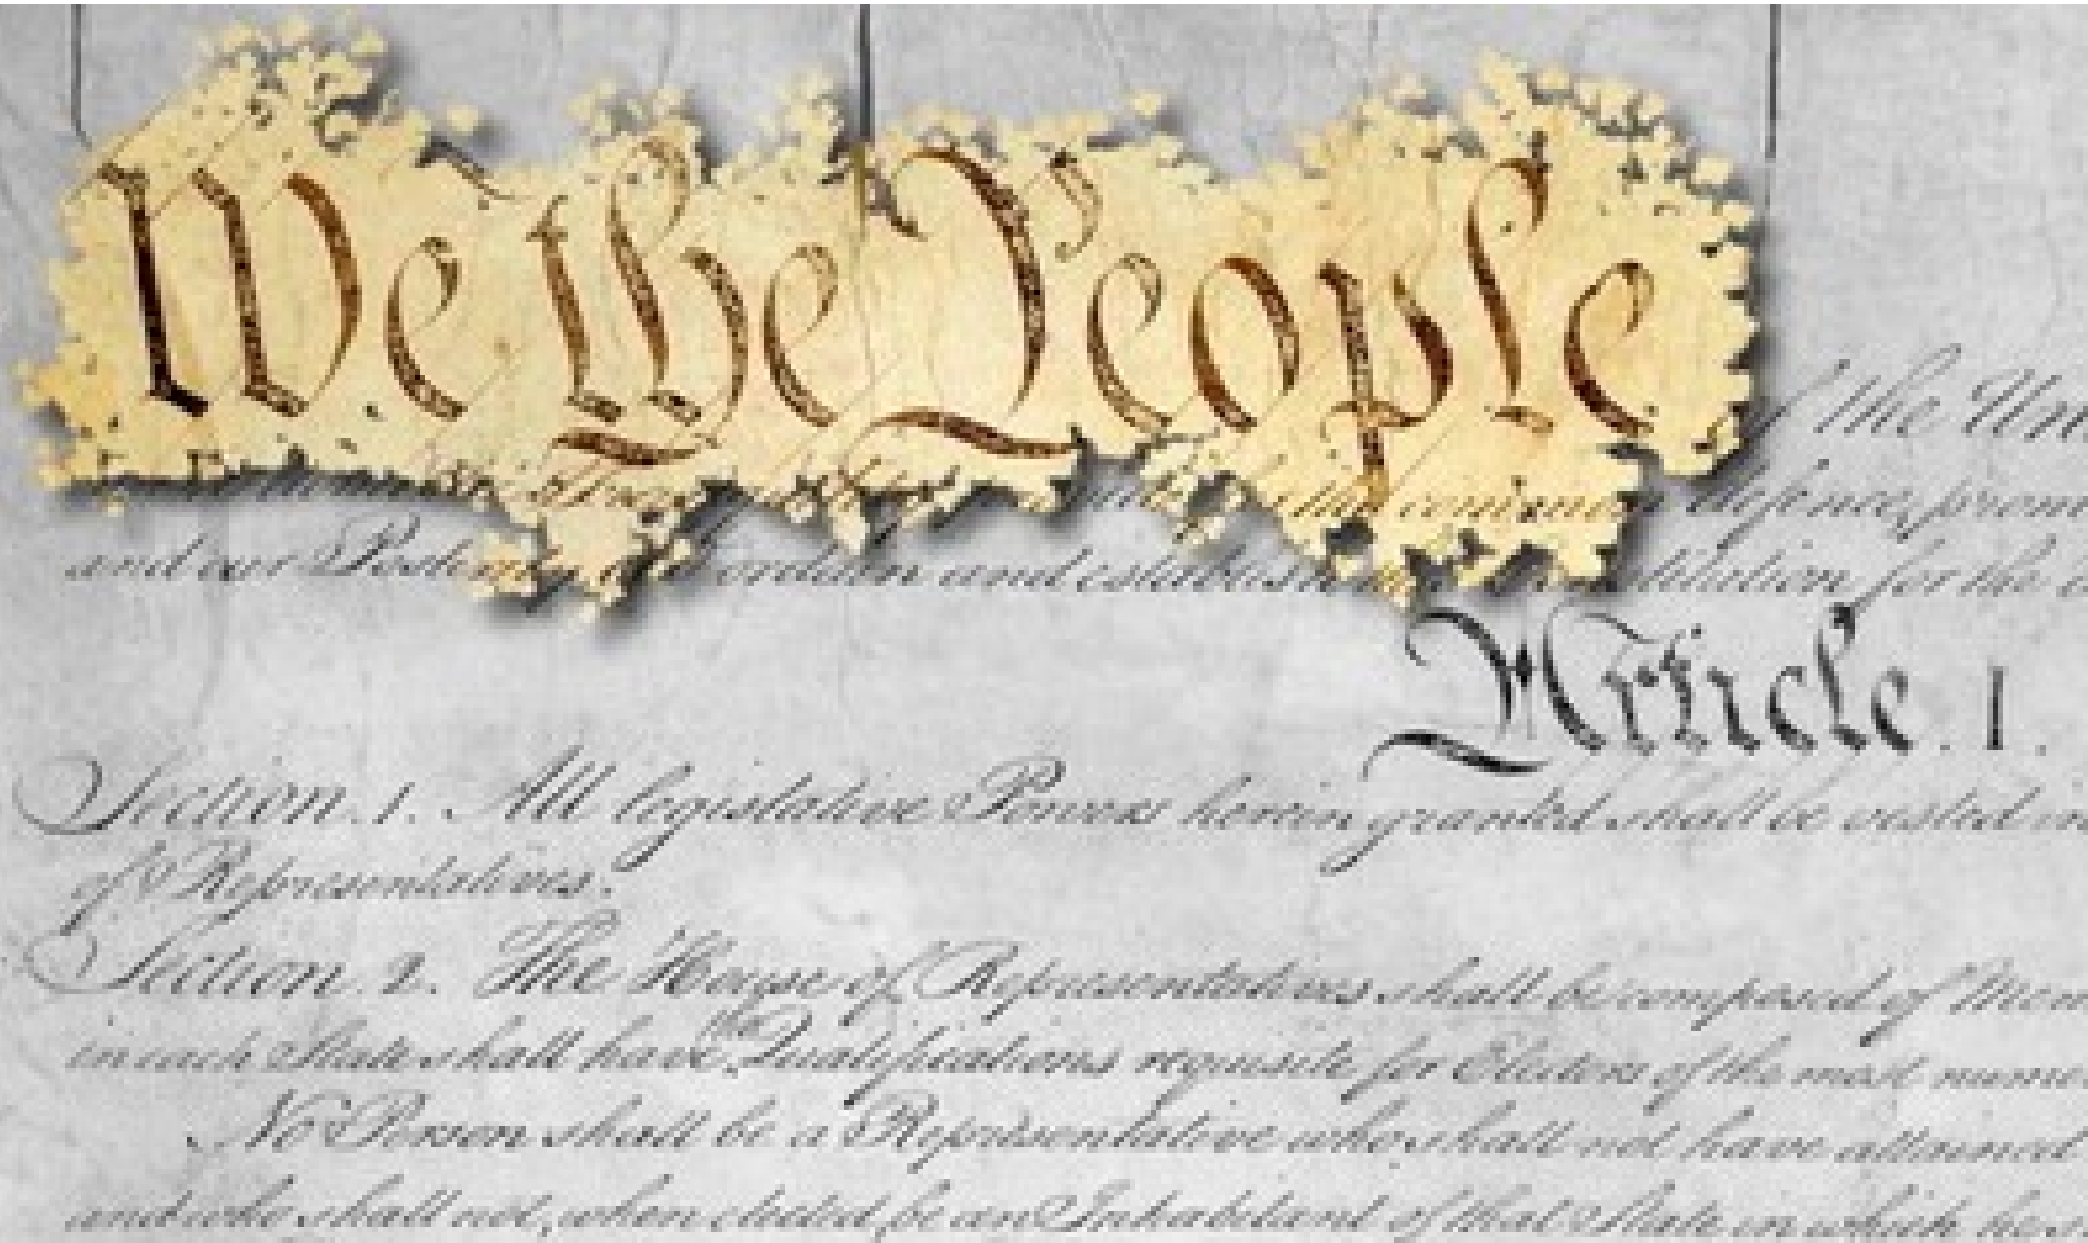 We the People
of the Un
this common defence, prom
and our Posterity ordain and establish stitution for the U
Article. I.
Section. 1. All legislative Powers herein granted shall be vested in
of Representatives.
Section. 2. The House of Representatives shall be composed of Mem
in each State shall have the Qualifications requisite for Electors of the most nume
No Person shall be a Representative who shall not have attained
and who shall not, when elected, be an Inhabitant of that State in which he s